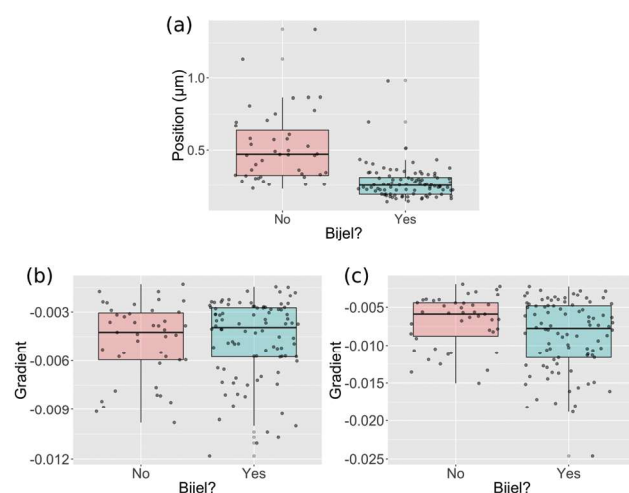 (a)
Position (μm)
1.0
0.5
No
Yes
Bijel?
(b)
Gradient
-0.003
-0.006
-0.009
-0.012
No
Yes
Bijel?
(c)
Gradient
-0.005
-0.010
-0.015
-0.020
-0.025
No
Yes
Bijel?